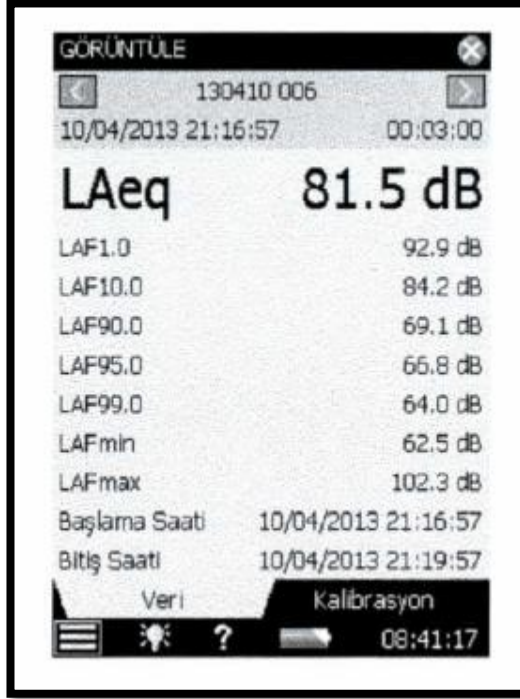 GÖRÜNTÜLE
130410 006
10/04/2013 21:16:57 00:03:00
LAeq 81.5 dB
LAF1.0 92.9 dB
LAF10.0 84.2 dB
LAF90.0 69.1 dB
LAF95.0 66.8 dB
LAF99.0 64.0 dB
LAFmin 62.5 dB
LAFmax 102.3 dB
Başlama Saati 10/04/2013 21:16:57
Bitiş Saati 10/04/2013 21:19:57
Veri Kalibrasyon
? 08:41:17